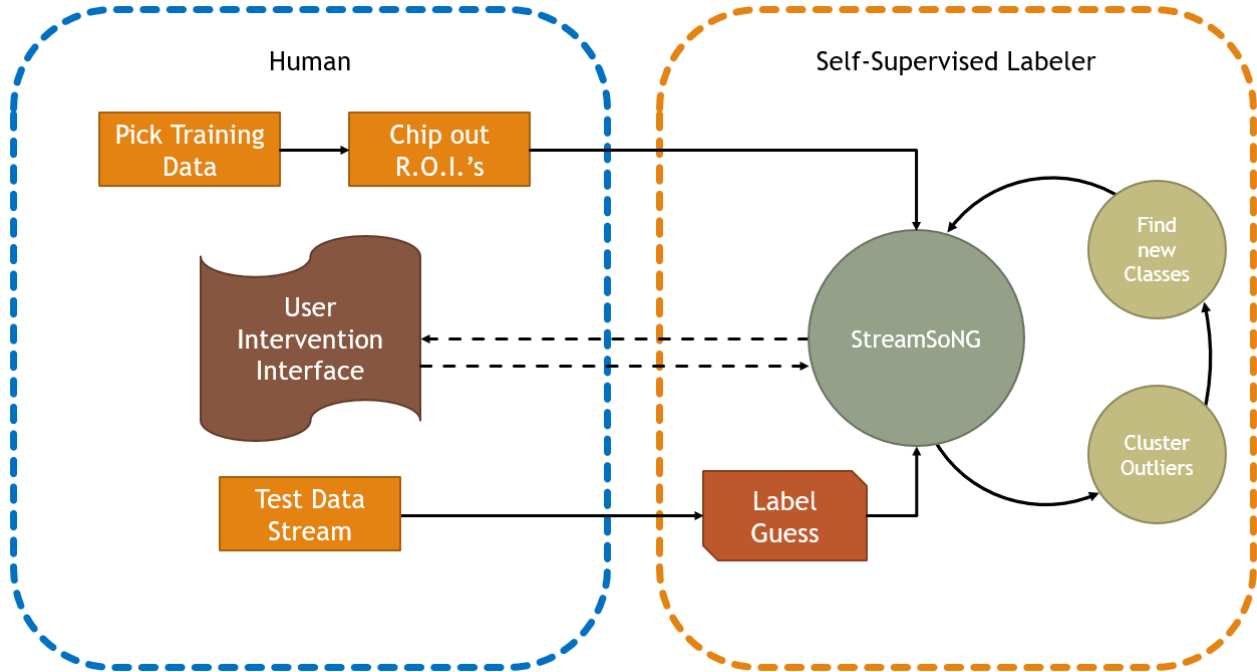 Human
Self-Supervised Labeler
Pick Training
Data
Chip out
R.O.I.'s
Find
new
Classes
User
Intervention
Interface
StreamSoNG
Cluster
Outliers
Test Data
Stream
Label
Guess